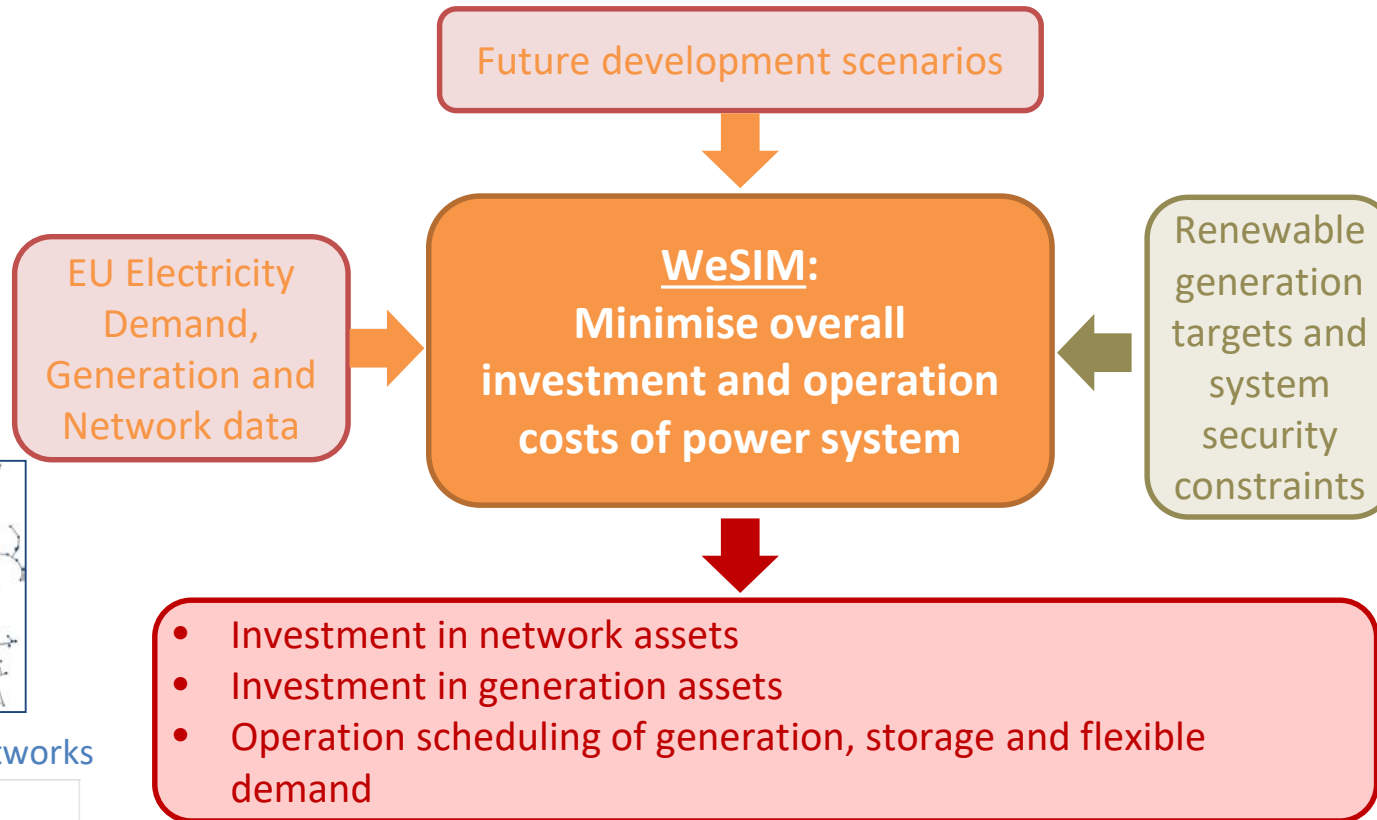 Future development scenarios
EU Electricity
Demand,
Generation and
Network data
WeSIM:
Minimise overall
investment and operation
costs of power system
Renewable
generation
targets and
system
security
constraints
• Investment in network assets
• Investment in generation assets
• Operation scheduling of generation, storage and flexible
demand
tworks